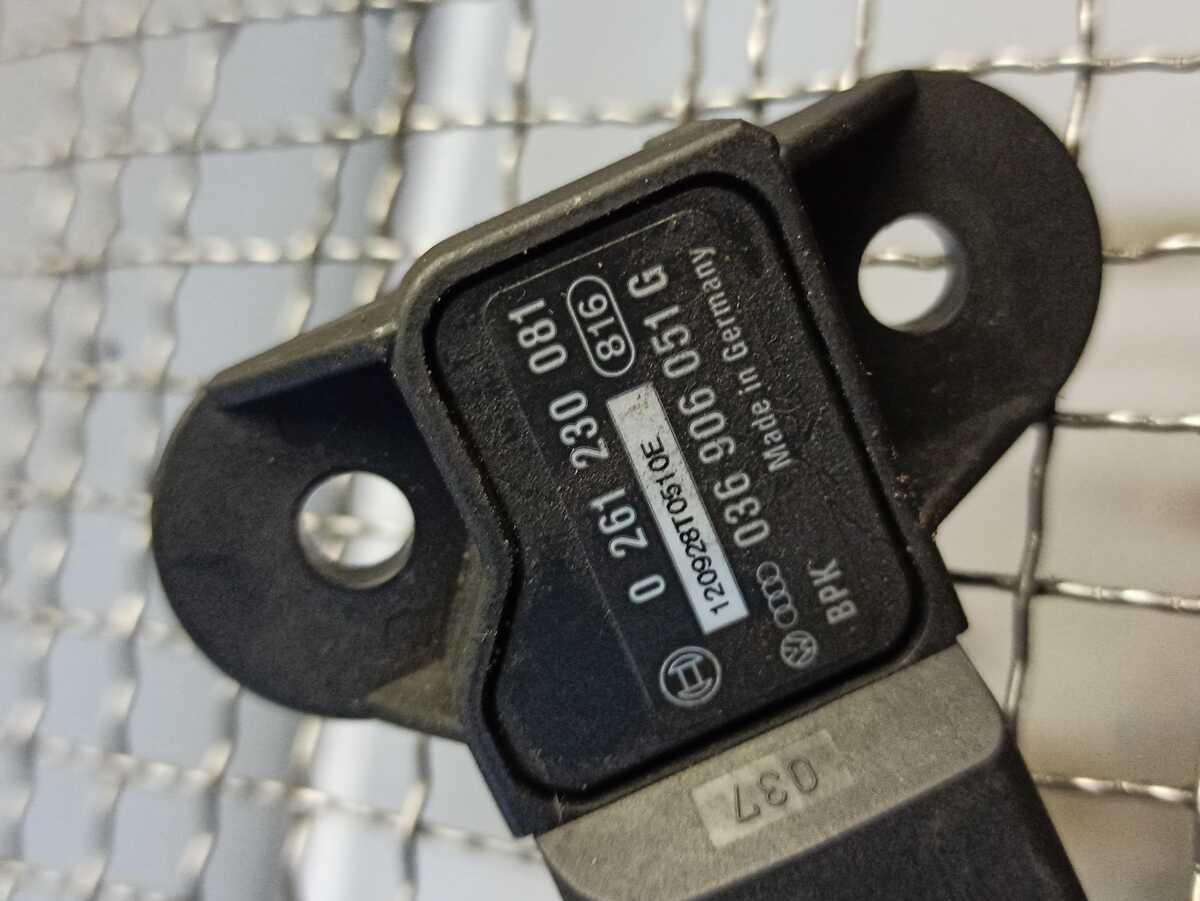 0 261 230 081
816
120928T0510E
036 906 051 G
BPK
Made in Germany
037